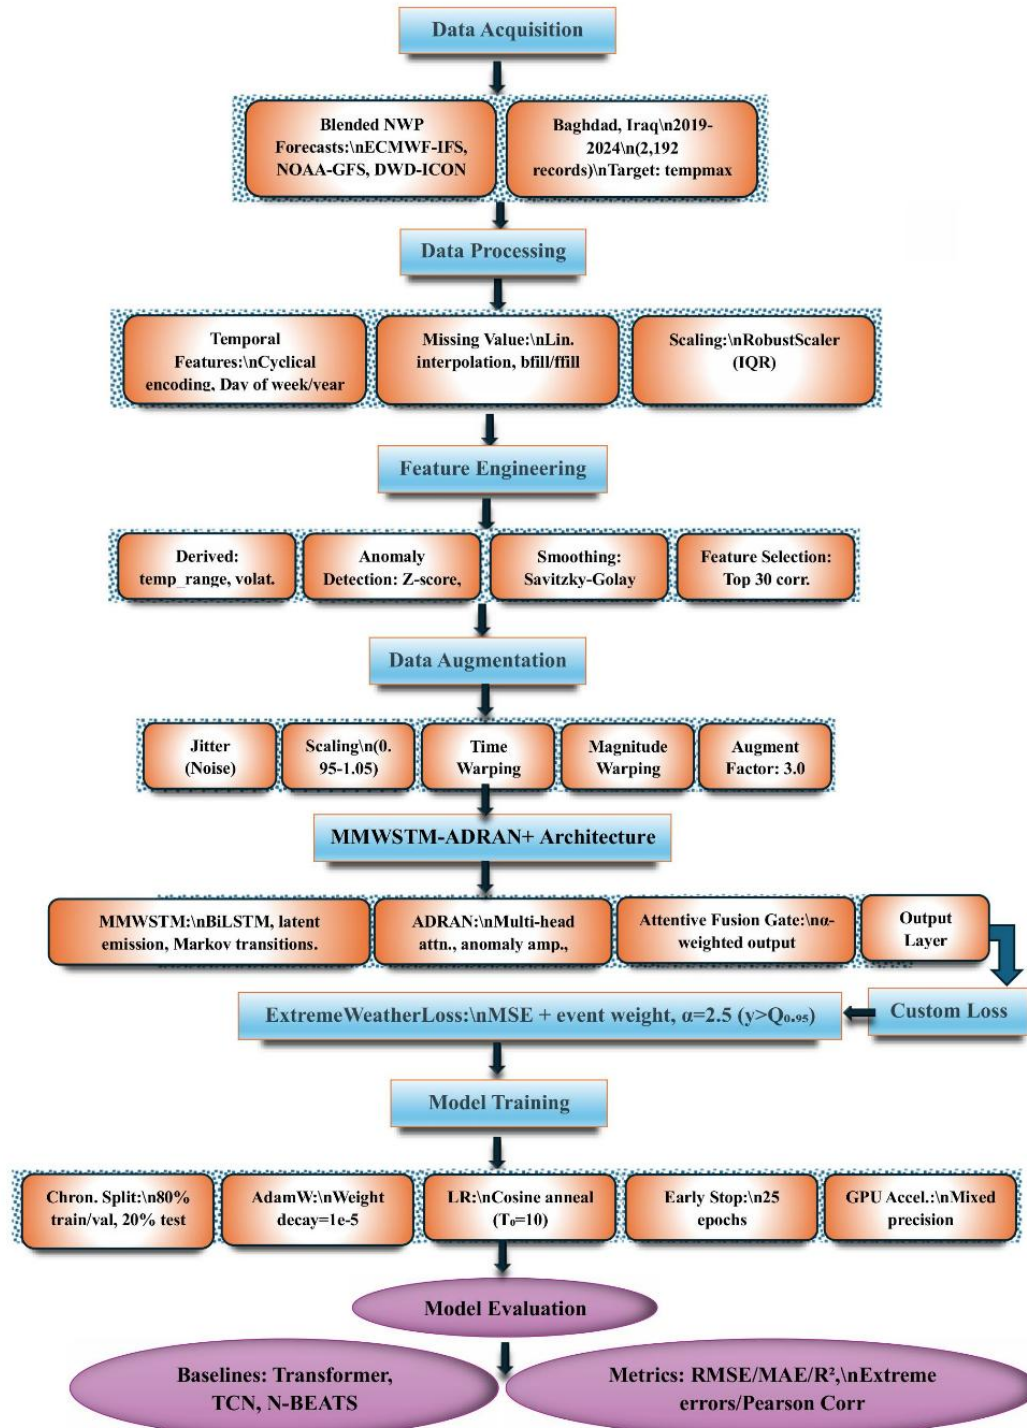 Data Acquisition
Blended NWP
Forecasts:\nECMWF-IFS,
NOAA-GFS, DWD-ICON
Baghdad, Iraq\n2019-
2024\n(2,192
records)\nTarget: tempmax
Data Processing
Temporal
Features:\nCyclical
encoding, Day of week/year
Missing Value:\nLin.
interpolation, bfill/ffill
Scaling:\nRobustScaler
(IQR)
Feature Engineering
Derived:
temp_range, volat.
Anomaly
Detection: Z-score,
Smoothing:
Savitzky-Golay
Feature Selection:
Top 30 corr.
Data Augmentation
Jitter
(Noise)
Scaling\n(0.
95-1.05)
Time
Warping
Magnitude
Warping
Augment
Factor: 3.0
MMWSTM-ADRAN+ Architecture
MMWSTM:\nBiLSTM, latent
emission, Markov transitions.
ADRAN:\nMulti-head
attn., anomaly amp.,
Attentive Fusion Gate:\nα-
weighted output
Output
Layer
Custom Loss
ExtremeWeatherLoss:\nMSE + event weight, α=2.5 (y>Q₀.₉₅)
Model Training
Chron. Split:\n80%
train/val, 20% test
AdamW:\nWeight
decay=1e-5
LR:\nCosine anneal
(T₀=10)
Early Stop:\n25
epochs
GPU Accel.:\nMixed
precision
Model Evaluation
Baselines: Transformer,
TCN, N-BEATS
Metrics: RMSE/MAE/R²,\nExtreme
errors/Pearson Corr